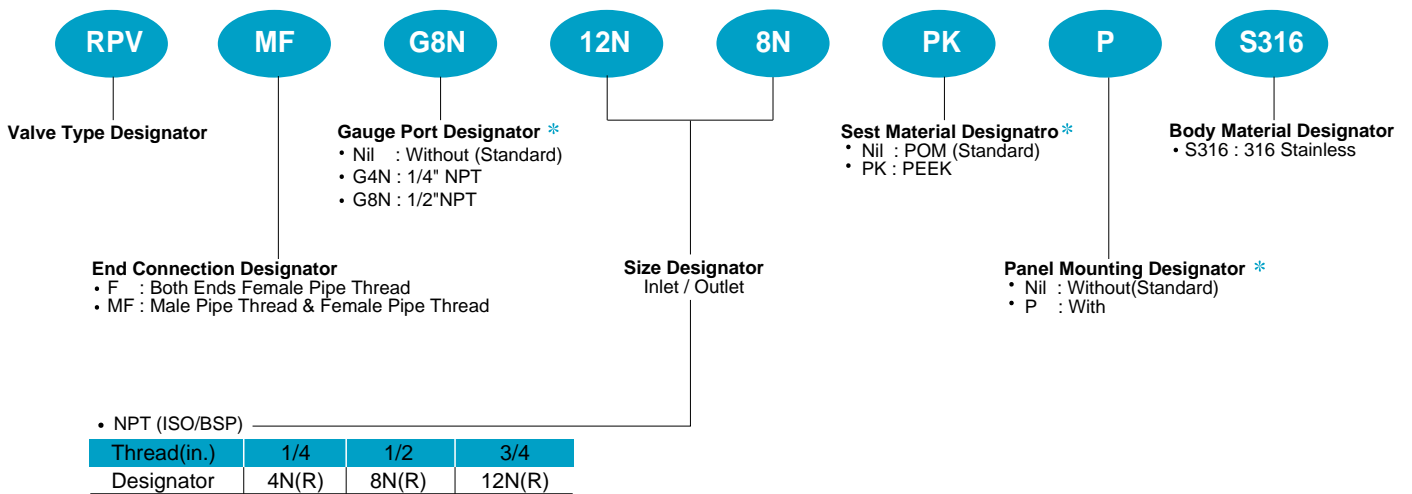 RPV MF G8N 12N 8N PK P S316
Valve Type Designator
Gauge Port Designator *
• Nil : Without (Standard)
• G4N : 1/4" NPT
• G8N : 1/2"NPT
Sest Material Designatro*
• Nil : POM (Standard)
• PK : PEEK
Body Material Designator
• S316 : 316 Stainless
End Connection Designator
• F : Both Ends Female Pipe Thread
• MF : Male Pipe Thread & Female Pipe Thread
Size Designator
Inlet / Outlet
Panel Mounting Designator *
• Nil : Without(Standard)
• P : With
• NPT (ISO/BSP)
Thread(in.) 1/4 1/2 3/4
Designator 4N(R) 8N(R) 12N(R)